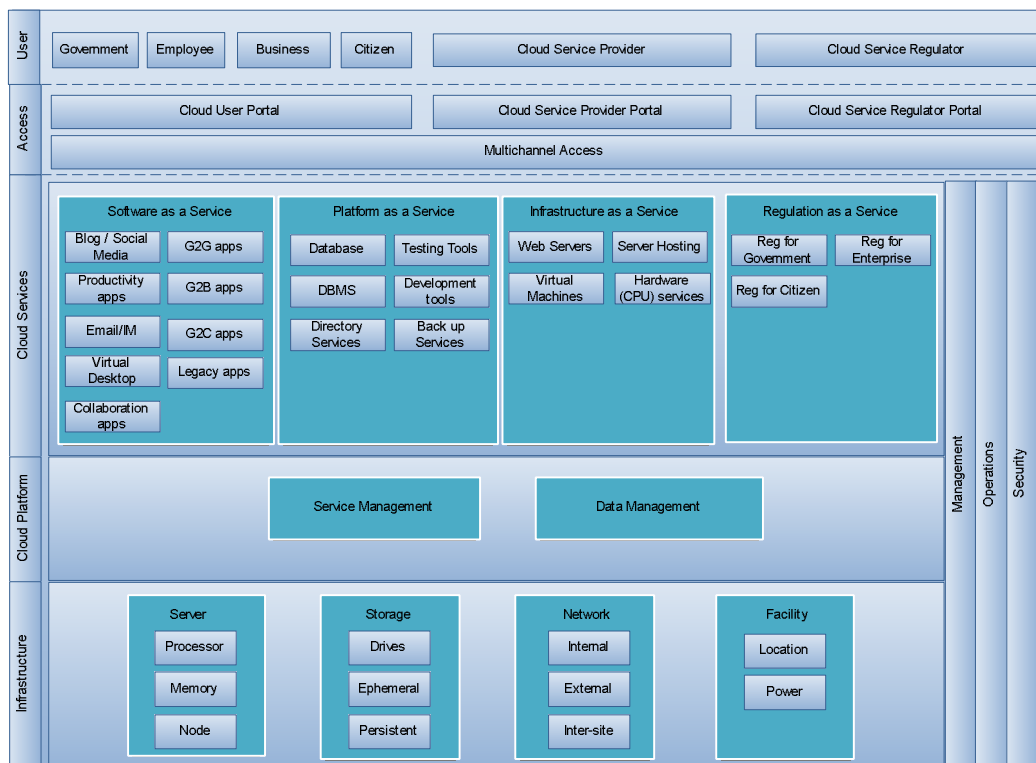 User
Government
Employee
Business
Citizen
Cloud Service Provider
Cloud Service Regulator
Access
Cloud User Portal
Cloud Service Provider Portal
Cloud Service Regulator Portal
Multichannel Access
Cloud Services
Software as a Service
Blog / Social
Media
G2G apps
Productivity
apps
G2B apps
Email/IM
G2C apps
Virtual
Desktop
Legacy apps
Collaboration
apps
Platform as a Service
Database
Testing Tools
DBMS
Development
tools
Directory
Services
Back up
Services
Infrastructure as a Service
Web Servers
Server Hosting
Virtual
Machines
Hardware
(CPU) services
Regulation as a Service
Reg for
Government
Reg for
Enterprise
Reg for Citizen
Management
Operations
Security
Cloud Platform
Service Management
Data Management
Infrastructure
Server
Processor
Memory
Node
Storage
Drives
Ephemeral
Persistent
Network
Internal
External
Inter-site
Facility
Location
Power